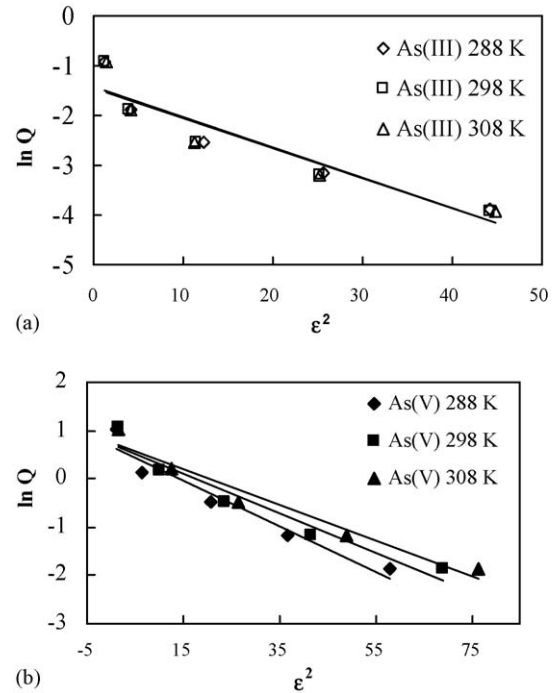 0
-1
-2
-3
-4
-5
ln Q
As(III) 288 K
As(III) 298 K
As(III) 308 K
0 10 20 30 40 50
ε²
(a)
2
1
0
-1
-2
-3
ln Q
As(V) 288 K
As(V) 298 K
As(V) 308 K
-5 15 35 55 75
ε²
(b)